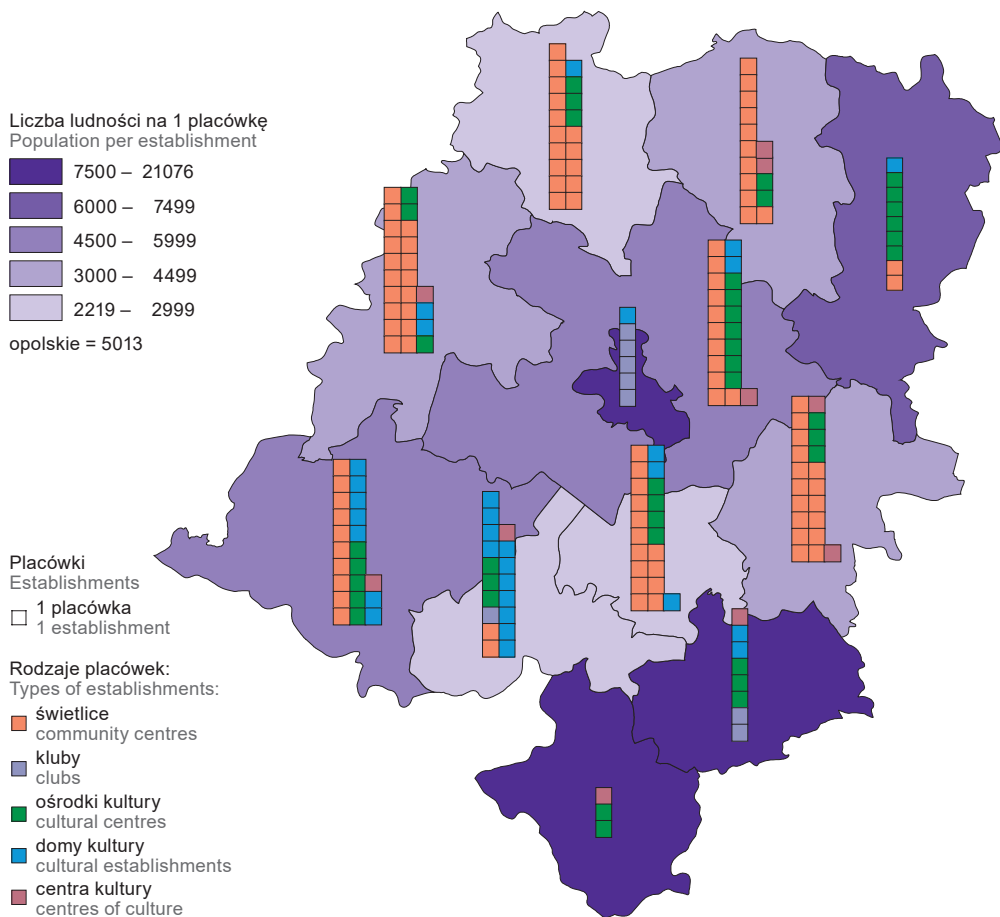 Liczba ludności na 1 placówkę
Population per establishment
7500 – 21076
6000 – 7499
4500 – 5999
3000 – 4499
2219 – 2999
opolskie = 5013
Placówki
Establishments
1 placówka
1 establishment
Rodzaje placówek:
Types of establishments:
świetlice
community centres
kluby
clubs
ośrodki kultury
cultural centres
domy kultury
cultural establishments
centra kultury
centres of culture